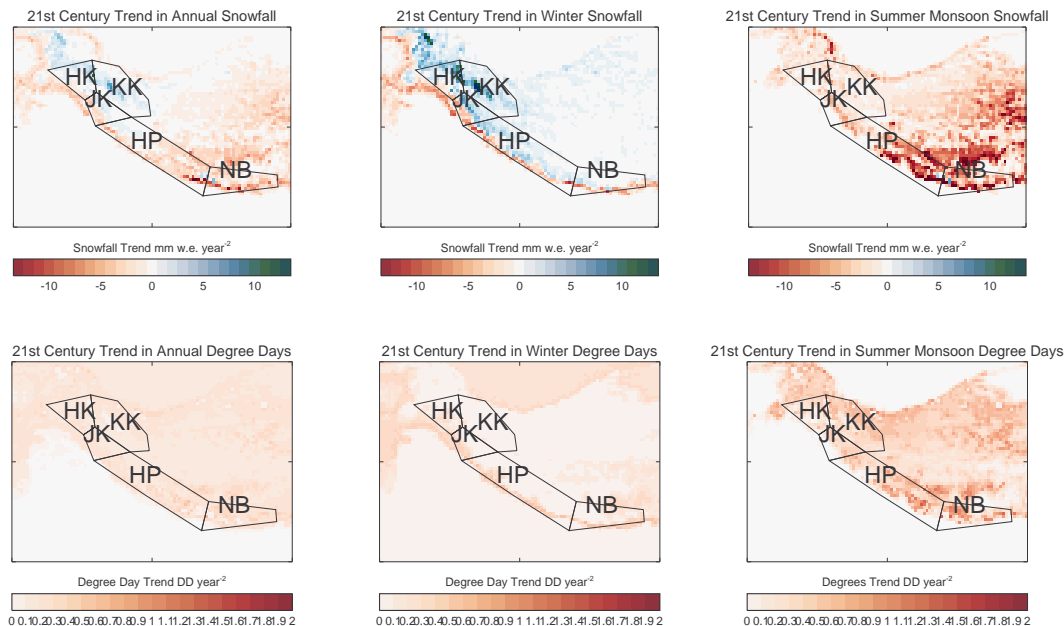 21st Century Trend in Annual Snowfall
HK
KK
JK
HP
NB
Snowfall Trend mm w.e. year-2
-10 -5 0 5 10
21st Century Trend in Winter Snowfall
HK
KK
JK
HP
NB
Snowfall Trend mm w.e. year-2
-10 -5 0 5 10
21st Century Trend in Summer Monsoon Snowfall
HK
KK
JK
HP
NB
Snowfall Trend mm w.e. year-2
-10 -5 0 5 10
21st Century Trend in Annual Degree Days
HK
KK
JK
HP
NB
Degree Day Trend DD year-2
0 0.10.20.30.40.50.60.70.80.9 1 1.11.21.31.41.51.61.71.81.9 2
21st Century Trend in Winter Degree Days
HK
KK
JK
HP
NB
Degree Day Trend DD year-2
0 0.10.20.30.40.50.60.70.80.9 1 1.11.21.31.41.51.61.71.81.9 2
21st Century Trend in Summer Monsoon Degree Days
HK
KK
JK
HP
NB
Degrees Trend DD year-2
0 0.10.20.30.40.50.60.70.80.9 1 1.11.21.31.41.51.61.71.81.9 2